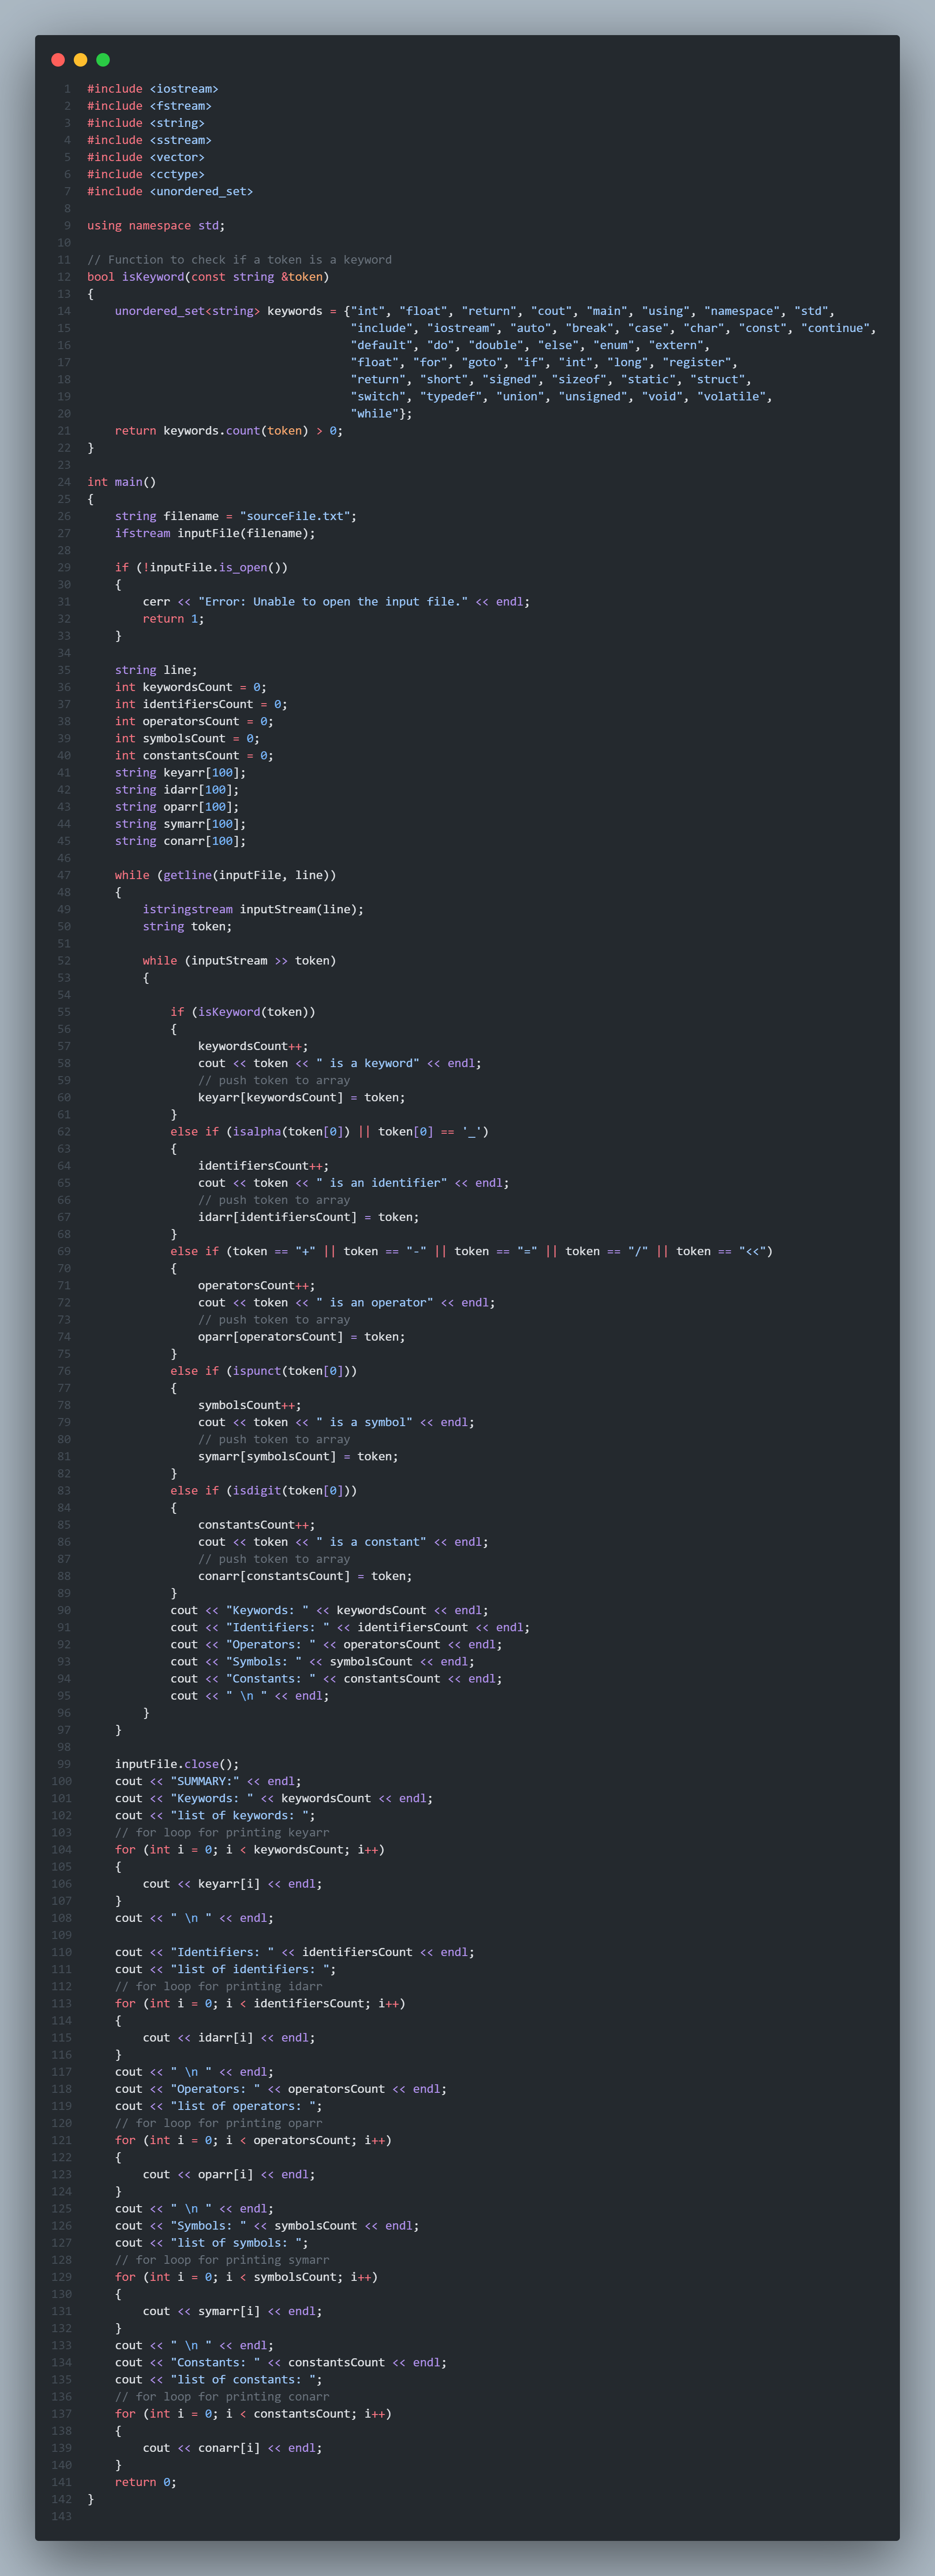 1 #include <iostream>
2 #include <fstream>
3 #include <string>
4 #include <sstream>
5 #include <vector>
6 #include <cctype>
7 #include <unordered_set>
8
9 using namespace std;
10
11 // Function to check if a token is a keyword
12 bool isKeyword(const string &token)
13 {
14     unordered_set<string> keywords = {"int", "float", "return", "cout", "main", "using", "namespace", "std",
15                                       "include", "iostream", "auto", "break", "case", "char", "const", "continue",
16                                       "default", "do", "double", "else", "enum", "extern",
17                                       "float", "for", "goto", "if", "int", "long", "register",
18                                       "return", "short", "signed", "sizeof", "static", "struct",
19                                       "switch", "typedef", "union", "unsigned", "void", "volatile",
20                                       "while"};
21     return keywords.count(token) > 0;
22 }
23
24 int main()
25 {
26     string filename = "sourceFile.txt";
27     ifstream inputFile(filename);
28
29     if (!inputFile.is_open())
30     {
31         cerr << "Error: Unable to open the input file." << endl;
32         return 1;
33     }
34
35     string line;
36     int keywordsCount = 0;
37     int identifiersCount = 0;
38     int operatorsCount = 0;
39     int symbolsCount = 0;
40     int constantsCount = 0;
41     string keyarr[100];
42     string idarr[100];
43     string oparr[100];
44     string symarr[100];
45     string conarr[100];
46
47     while (getline(inputFile, line))
48     {
49         istringstream inputStream(line);
50         string token;
51
52         while (inputStream >> token)
53         {
54
55             if (isKeyword(token))
56             {
57                 keywordsCount++;
58                 cout << token << " is a keyword" << endl;
59                 // push token to array
60                 keyarr[keywordsCount] = token;
61             }
62             else if (isalpha(token[0]) || token[0] == '_')
63             {
64                 identifiersCount++;
65                 cout << token << " is an identifier" << endl;
66                 // push token to array
67                 idarr[identifiersCount] = token;
68             }
69             else if (token == "+" || token == "-" || token == "=" || token == "/" || token == "<<")
70             {
71                 operatorsCount++;
72                 cout << token << " is an operator" << endl;
73                 // push token to array
74                 oparr[operatorsCount] = token;
75             }
76             else if (ispunct(token[0]))
77             {
78                 symbolsCount++;
79                 cout << token << " is a symbol" << endl;
80                 // push token to array
81                 symarr[symbolsCount] = token;
82             }
83             else if (isdigit(token[0]))
84             {
85                 constantsCount++;
86                 cout << token << " is a constant" << endl;
87                 // push token to array
88                 conarr[constantsCount] = token;
89             }
90             cout << "Keywords: " << keywordsCount << endl;
91             cout << "Identifiers: " << identifiersCount << endl;
92             cout << "Operators: " << operatorsCount << endl;
93             cout << "Symbols: " << symbolsCount << endl;
94             cout << "Constants: " << constantsCount << endl;
95             cout << " \n " << endl;
96         }
97     }
98
99     inputFile.close();
100     cout << "SUMMARY:" << endl;
101     cout << "Keywords: " << keywordsCount << endl;
102     cout << "list of keywords: ";
103     // for loop for printing keyarr
104     for (int i = 0; i < keywordsCount; i++)
105     {
106         cout << keyarr[i] << endl;
107     }
108     cout << " \n " << endl;
109
110     cout << "Identifiers: " << identifiersCount << endl;
111     cout << "list of identifiers: ";
112     // for loop for printing idarr
113     for (int i = 0; i < identifiersCount; i++)
114     {
115         cout << idarr[i] << endl;
116     }
117     cout << " \n " << endl;
118     cout << "Operators: " << operatorsCount << endl;
119     cout << "list of operators: ";
120     // for loop for printing oparr
121     for (int i = 0; i < operatorsCount; i++)
122     {
123         cout << oparr[i] << endl;
124     }
125     cout << " \n " << endl;
126     cout << "Symbols: " << symbolsCount << endl;
127     cout << "list of symbols: ";
128     // for loop for printing symarr
129     for (int i = 0; i < symbolsCount; i++)
130     {
131         cout << symarr[i] << endl;
132     }
133     cout << " \n " << endl;
134     cout << "Constants: " << constantsCount << endl;
135     cout << "list of constants: ";
136     // for loop for printing conarr
137     for (int i = 0; i < constantsCount; i++)
138     {
139         cout << conarr[i] << endl;
140     }
141     return 0;
142 }
143